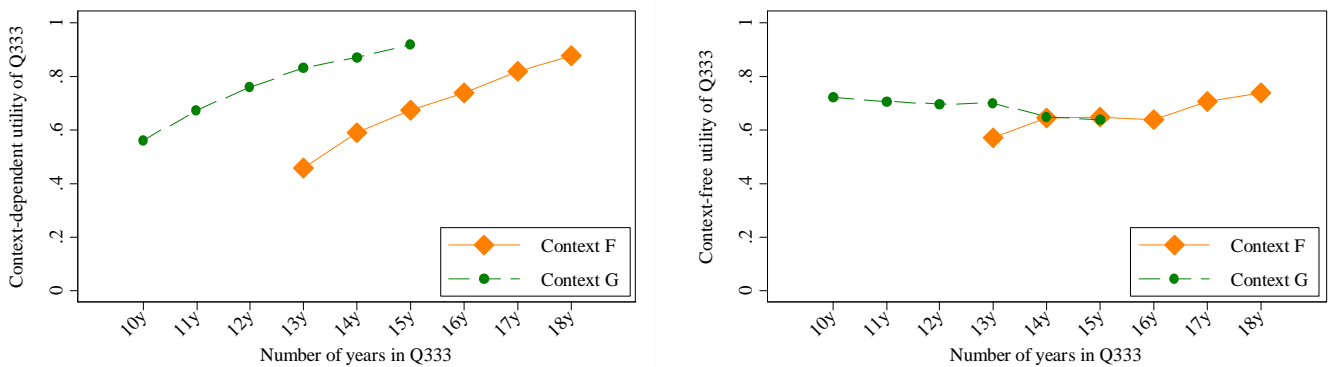 Context-dependent utility of Q333
1
.8
.6
.4
.2
0
10y 11y 12y 13y 14y 15y 16y 17y 18y
Number of years in Q333
Context F
Context G
Context-free utility of Q333
1
.8
.6
.4
.2
0
10y 11y 12y 13y 14y 15y 16y 17y 18y
Number of years in Q333
Context F
Context G